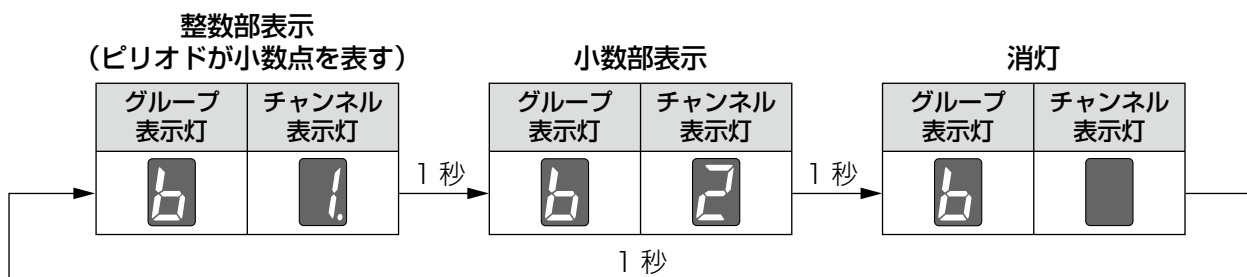 整数部表示
(ピリオドが小数点を表す)
グループ
表示灯
チャンネル
表示灯
b
1.
1 秒
小数部表示
グループ
表示灯
チャンネル
表示灯
b
2
1 秒
消灯
グループ
表示灯
チャンネル
表示灯
b
1 秒